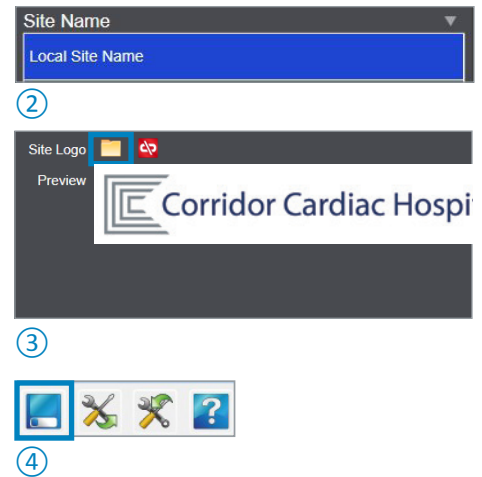 Site Name
Local Site Name
②
Site Logo
Preview
Corridor Cardiac Hospi
③
?
④